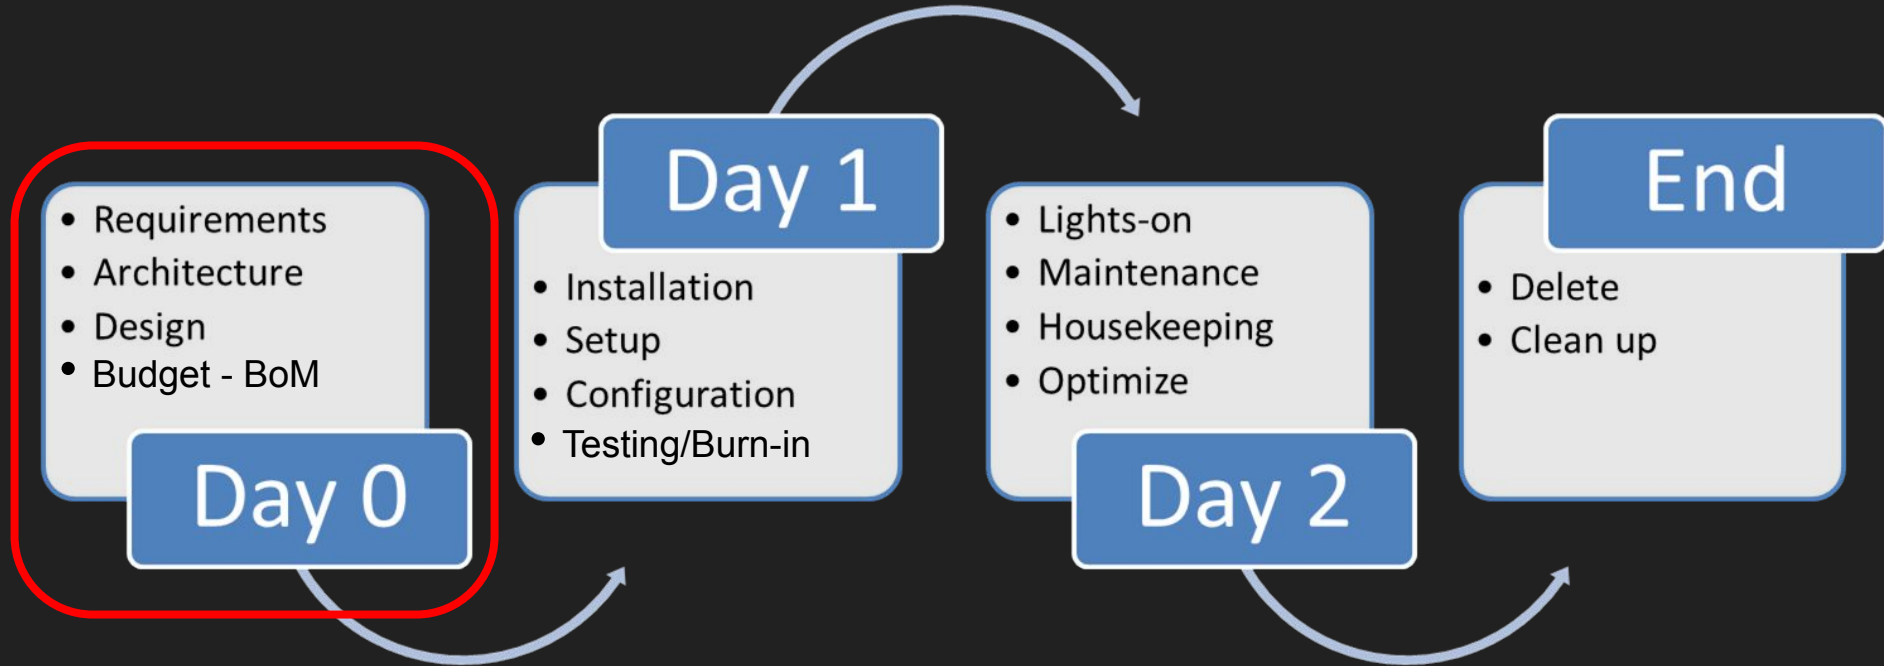 • Requirements
• Architecture
• Design
• Budget - BoM
Day 0
Day 1
• Installation
• Setup
• Configuration
• Testing/Burn-in
• Lights-on
• Maintenance
• Housekeeping
• Optimize
Day 2
End
• Delete
• Clean up